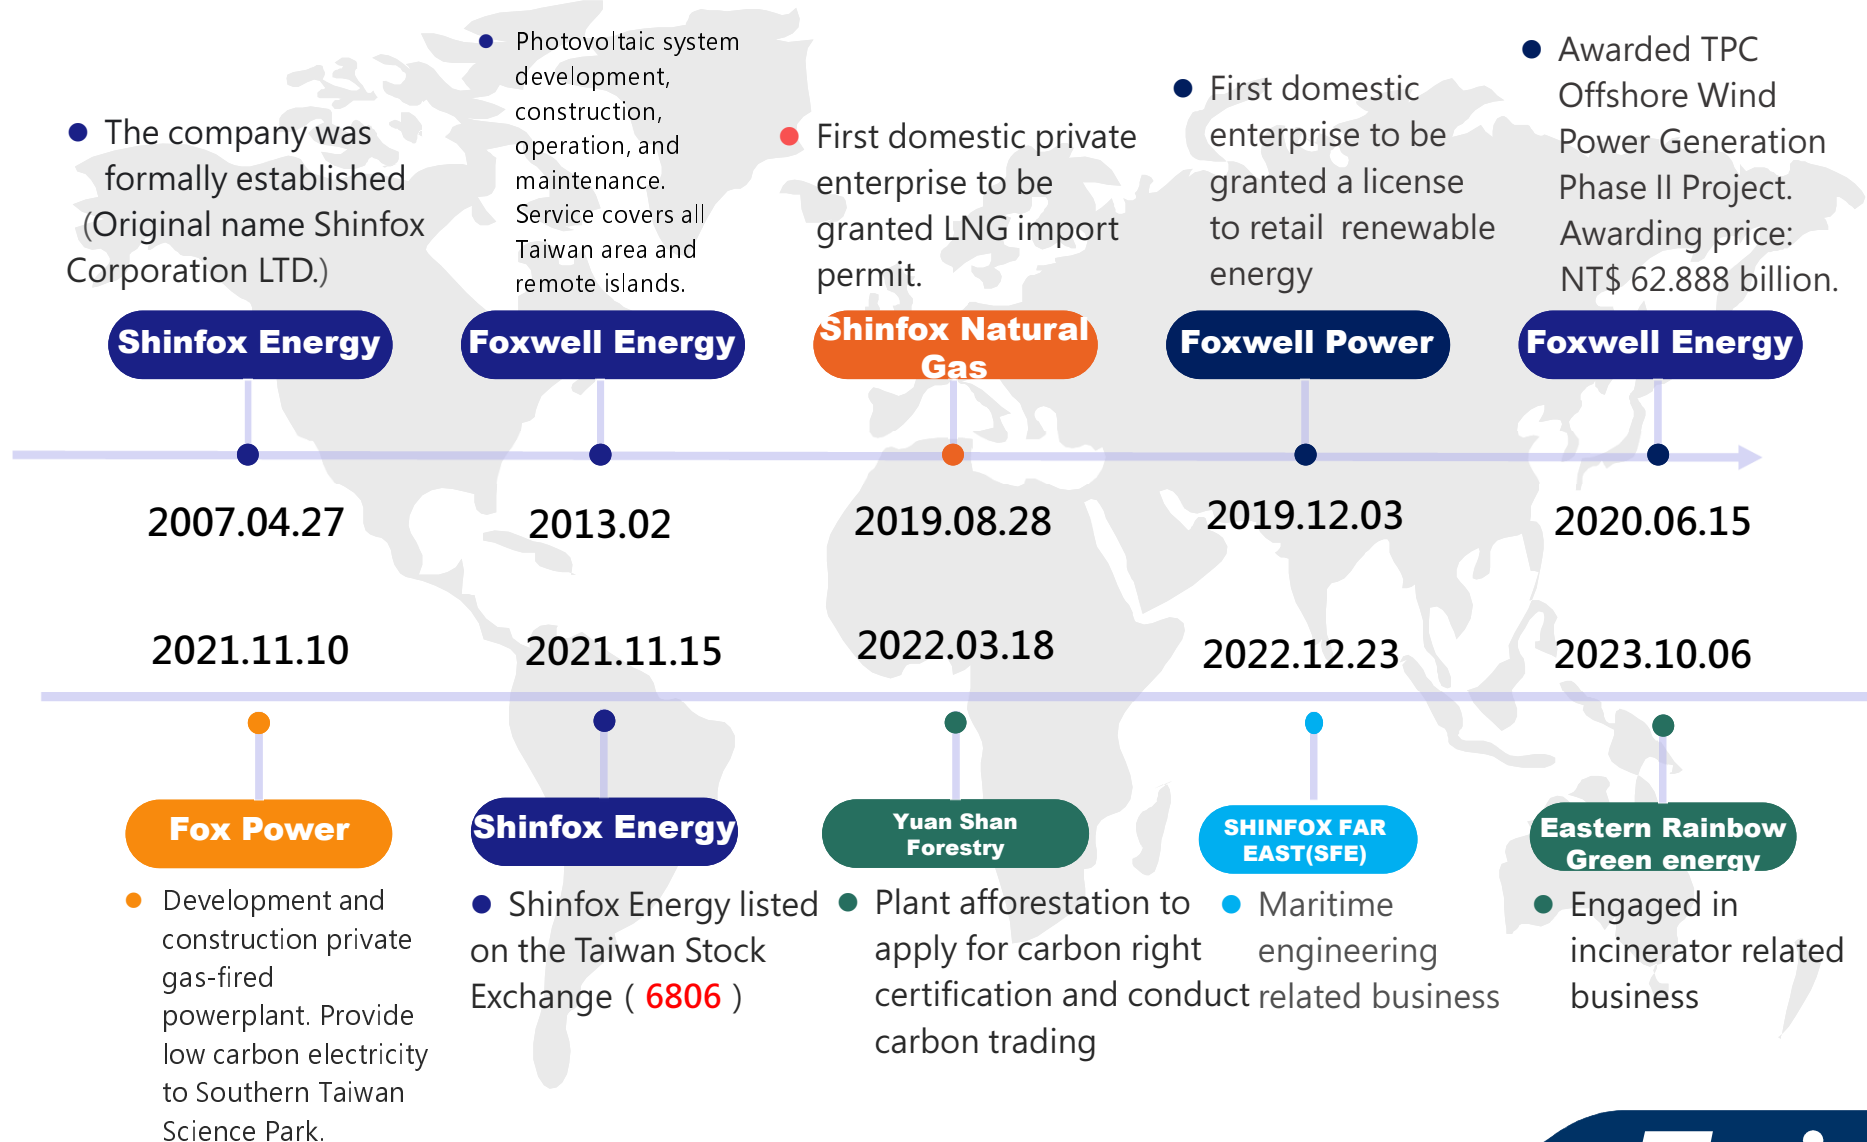 ● The company was
formally established
(Original name Shinfox
Corporation LTD.)
Shinfox Energy
2007.04.27
● Photovoltaic system
development,
construction,
operation, and
maintenance.
Service covers all
Taiwan area and
remote islands.
Foxwell Energy
2013.02
● First domestic private
enterprise to be
granted LNG import
permit.
Shinfox Natural
Gas
2019.08.28
● First domestic
enterprise to be
granted a license
to retail renewable
energy
Foxwell Power
2019.12.03
● Awarded TPC
Offshore Wind
Power Generation
Phase II Project.
Awarding price:
NT$ 62.888 billion.
Foxwell Energy
2020.06.15
2021.11.10
Fox Power
● Development and
construction private
gas-fired
powerplant. Provide
low carbon electricity
to Southern Taiwan
Science Park.
2021.11.15
Shinfox Energy
● Shinfox Energy listed
on the Taiwan Stock
Exchange ( 6806 )
2022.03.18
Yuan Shan
Forestry
● Plant afforestation to
apply for carbon right
certification and conduct
carbon trading
2022.12.23
SHINFOX FAR
EAST(SFE)
● Maritime
engineering
related business
2023.10.06
Eastern Rainbow
Green energy
● Engaged in
incinerator related
business